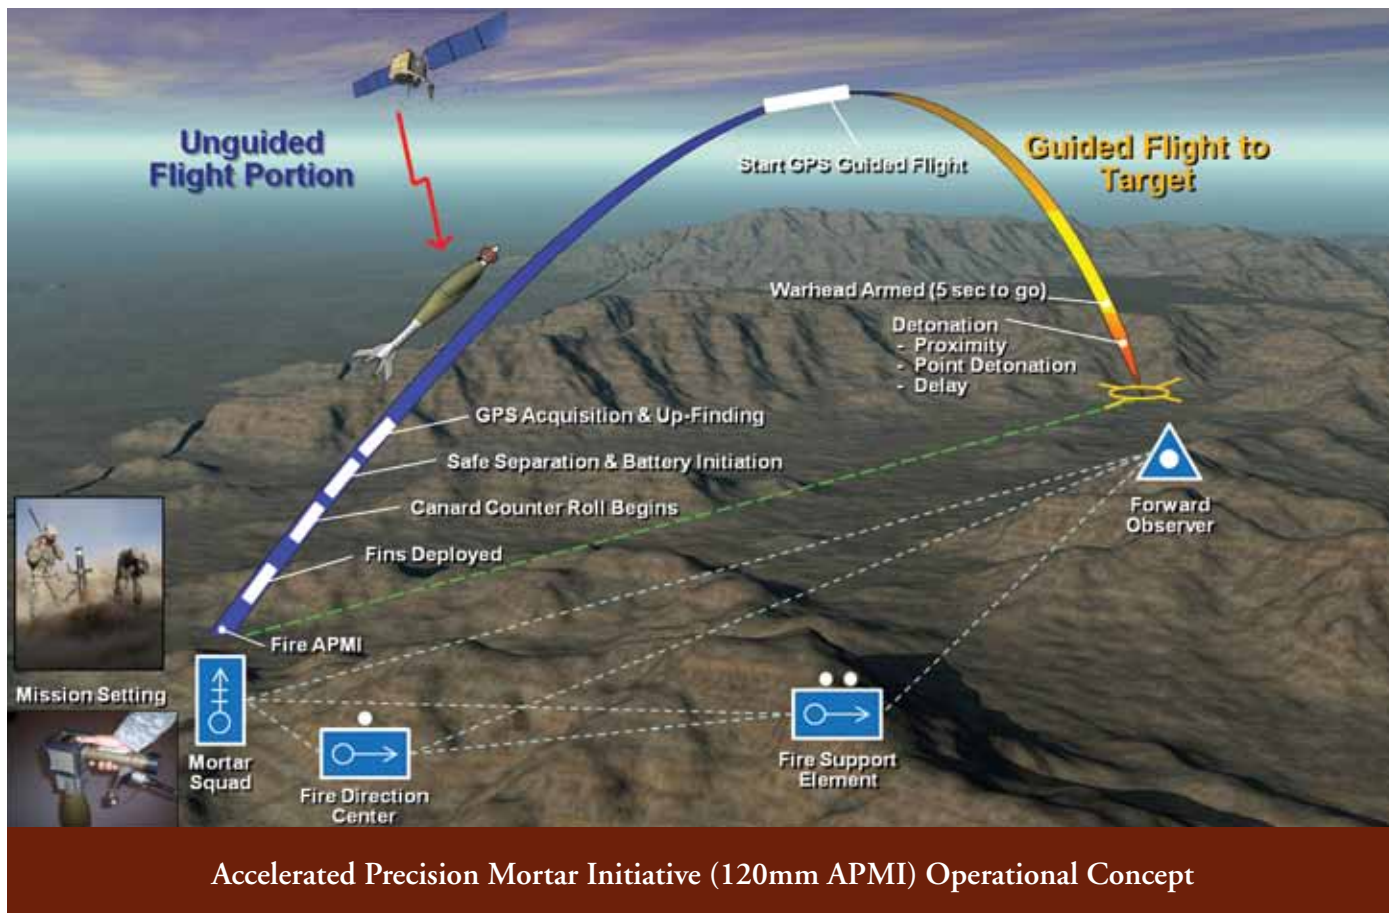 Unguided
Flight Portion
Start GPS Guided Flight
Guided Flight to
Target
Warhead Armed (5 sec to go)
Detonation
- Proximity
- Point Detonation
- Delay
GPS Acquisition & Up-Finding
Safe Separation & Battery Initiation
Canard Counter Roll Begins
Fins Deployed
Fire APMI
Forward
Observer
Mission Setting
Mortar
Squad
Fire Direction
Center
Fire Support
Element
Accelerated Precision Mortar Initiative (120mm APMI) Operational Concept